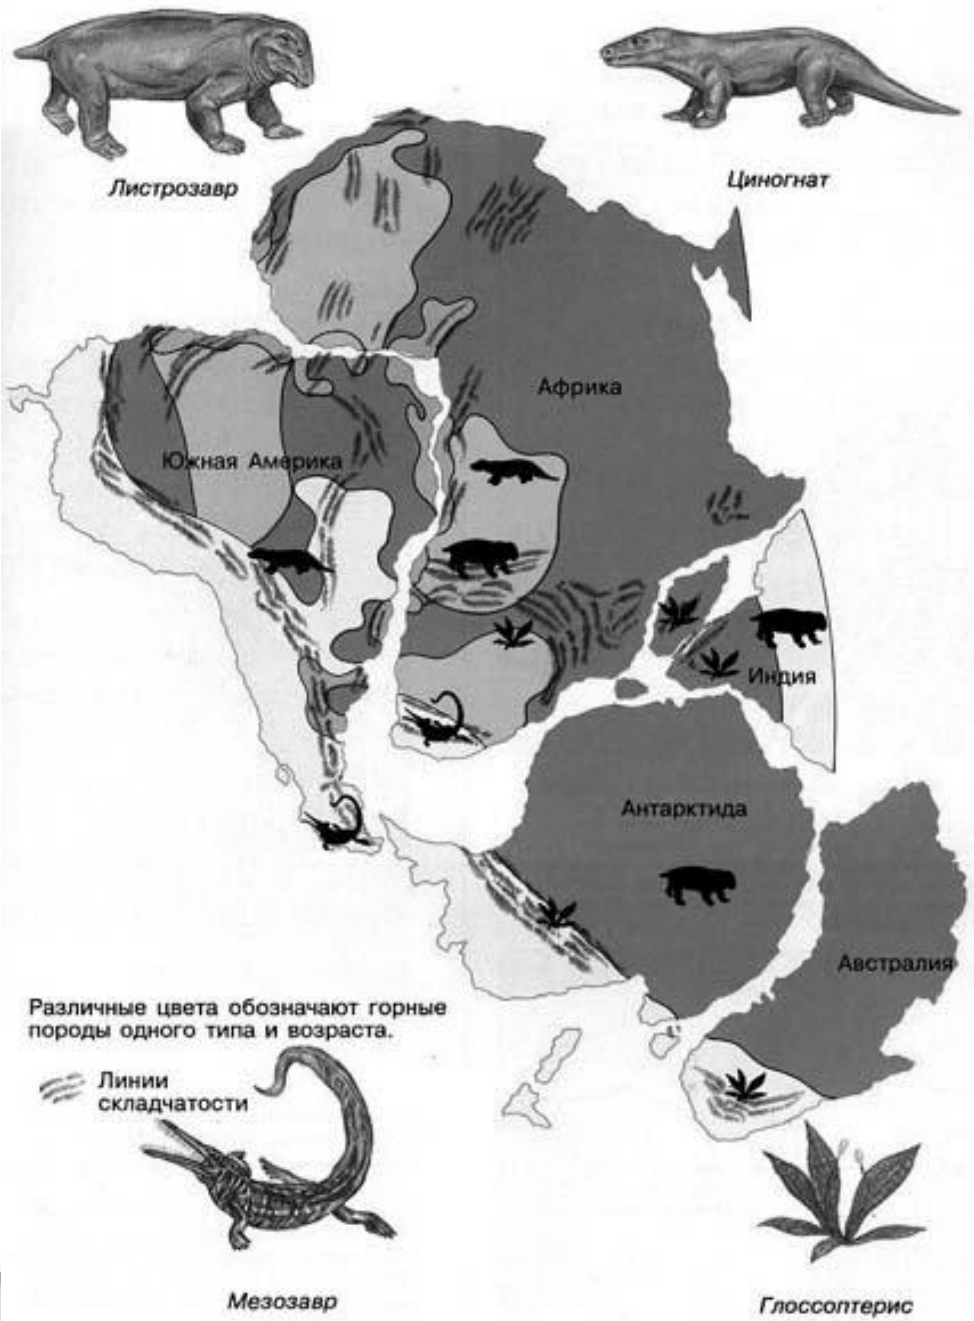 Листрозавр
Циногнат
Африка
Южная Америка
Индия
Антарктида
Австралия
Различные цвета обозначают горные
породы одного типа и возраста.
Линии
складчатости
Мезозавр
Глоссоптерис